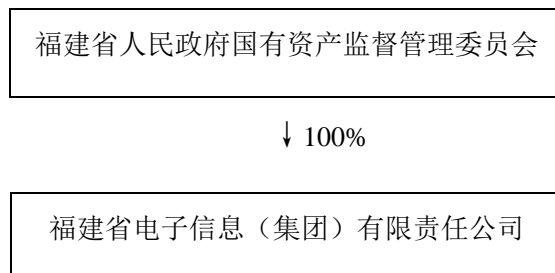 福建省人民政府国有资产监督管理委员会
↓ 100%
福建省电子信息（集团）有限责任公司